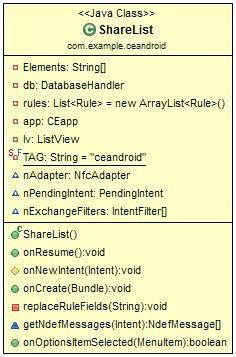 <<Java Class>>
ShareList
com.example.ceandroid
Elements: String[]
db: DatabaseHandler
rules: List<Rule> = new ArrayList<Rule>()
app: CEapp
lv: ListView
TAG: String = "ceandroid"
nAdapter: NfcAdapter
nPendingIntent: PendingIntent
nExchangeFilters: IntentFilter[]
ShareList()
onResume():void
onNewIntent(Intent):void
onCreate(Bundle):void
replaceRuleFields(String):void
getNdefMessages(Intent):NdefMessage[]
onOptionsItemSelected(MenuItem):boolean